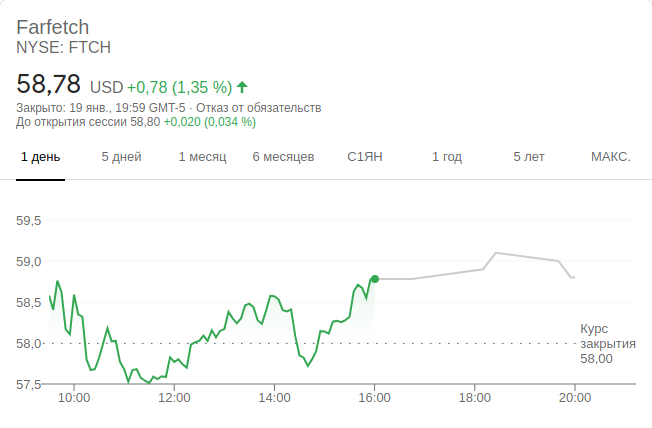 Farfetch
NYSE: FTCH
58,78 USD +0,78 (1,35 %)
Закрыто: 19 янв., 19:59 GMT-5 · Отказ от обязательств
До открытия сессии 58,80 +0,020 (0,034 %)
1 день 5 дней 1 месяц 6 месяцев С1ЯН 1 год 5 лет МАКС.
59,5
59,0
58,5
58,0
57,5
Курс
закрытия
58,00
10:00 12:00 14:00 16:00 18:00 20:00